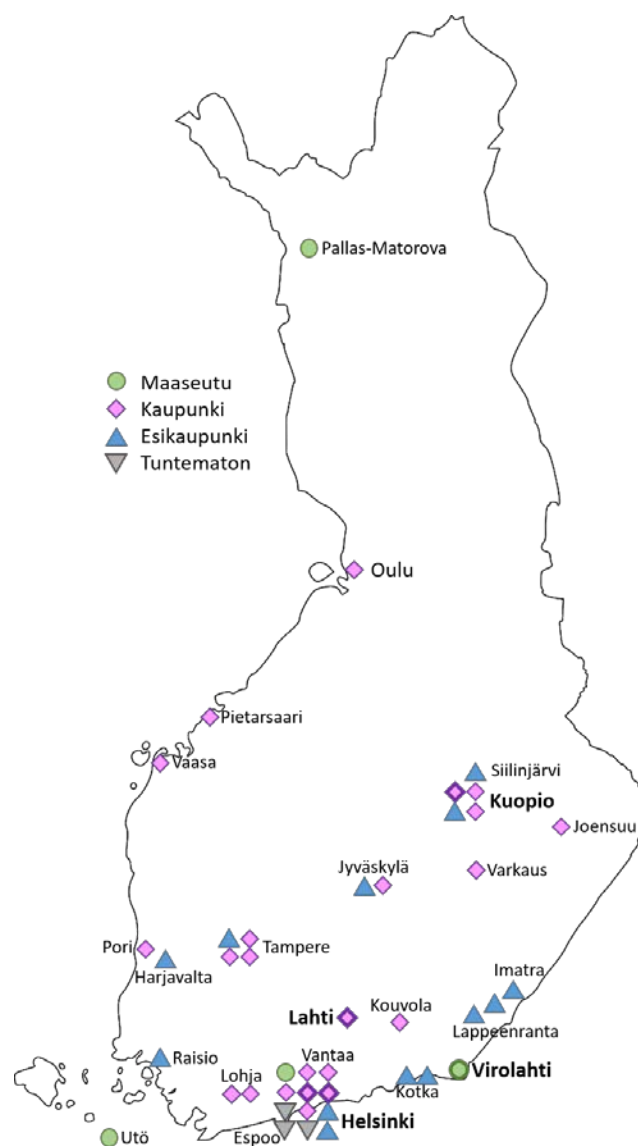 Pallas-Matorova
Maaseutu
Kaupunki
Esikaupunki
Tuntematon
Oulu
Pietarsaari
Vaasa
Siilinjärvi
Kuopio
Joensuu
Jyväskylä
Varkaus
Pori
Tampere
Harjavalta
Imatra
Lahti
Kouvola
Lappeenranta
Raisio
Vantaa
Virolahti
Lohja
Kotka
Helsinki
Utö
Espoo